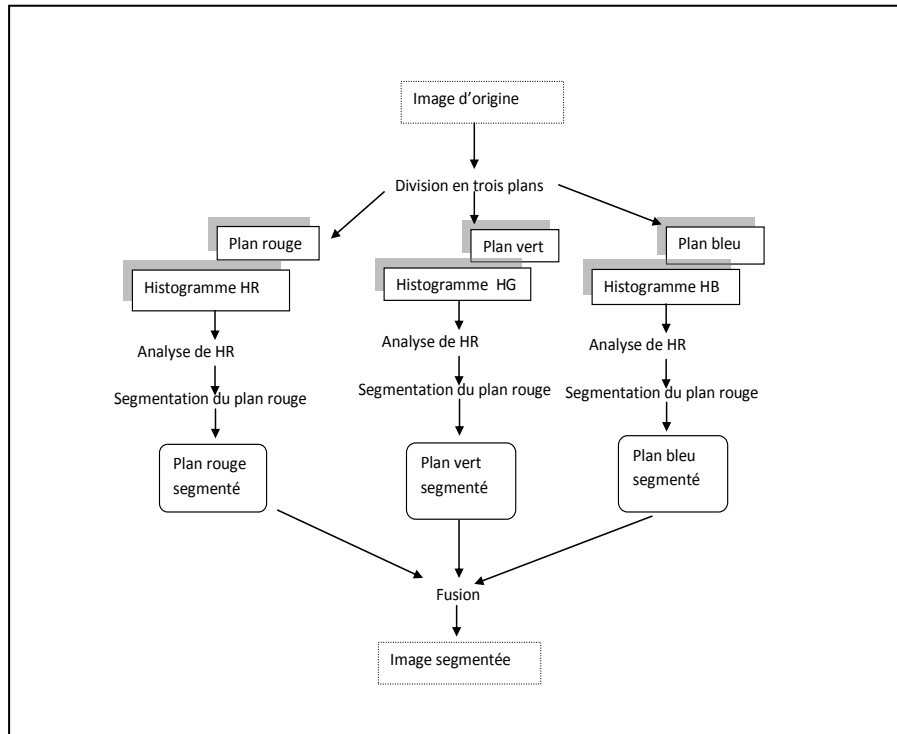 Image d'origine
Division en trois plans
Plan rouge
Plan vert
Plan bleu
Histogramme HR
Histogramme HG
Histogramme HB
Analyse de HR
Analyse de HR
Analyse de HR
Segmentation du plan rouge
Segmentation du plan rouge
Segmentation du plan rouge
Plan rouge
segmenté
Plan vert
segmenté
Plan bleu
segmenté
Fusion
Image segmentée